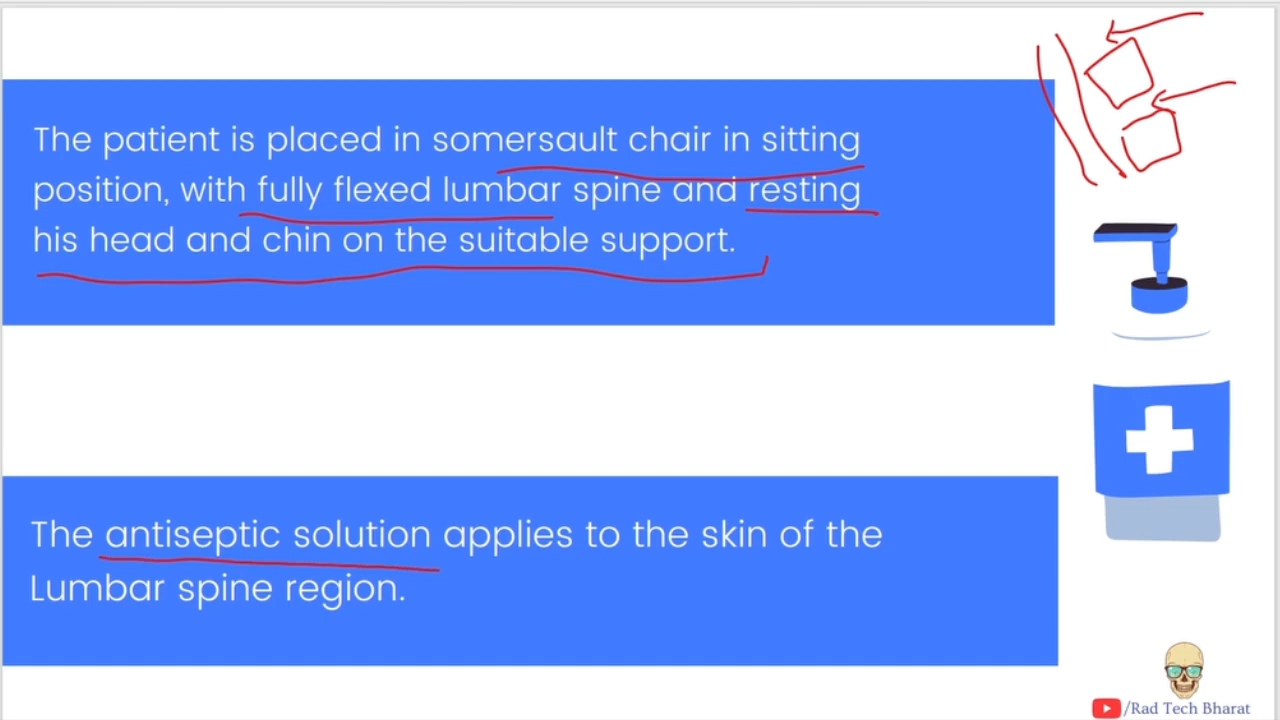 The patient is placed in somersault chair in sitting
position, with fully flexed lumbar spine and resting
his head and chin on the suitable support.
The antiseptic solution applies to the skin of the
Lumbar spine region.
/Rad Tech Bharat